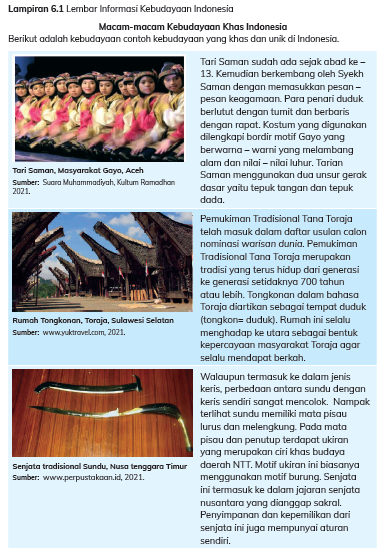 Lampiran 6.1 Lembar Informasi Kebudayaan Indonesia
Macam-macam Kebudayaan Khas Indonesia
Berikut adalah kebudayaan contoh kebudayaan yang khas dan unik di Indonesia.
Tari Saman, Masyarakat Gayo, Aceh
Sumber: Suara Muhammadiyah, Kultum Ramadhan
2021.
Tari Saman sudah ada sejak abad ke –
13. Kemudian berkembang oleh Syekh
Saman dengan memasukkan pesan –
pesan keagamaan. Para penari duduk
berlutut dengan tumit dan berbaris
dengan rapat. Kostum yang digunakan
dilengkapi bordir motif Gayo yang
berwarna – warni yang melambang
alam dan nilai – nilai luhur. Tarian
Saman menggunakan dua unsur gerak
dasar yaitu tepuk tangan dan tepuk
dada.
Rumah Tongkonan, Toraja, Sulawesi Selatan
Sumber: www.yuktravel.com, 2021.
Pemukiman Tradisional Tana Toraja
telah masuk dalam daftar usulan calon
nominasi warisan dunia. Pemukiman
Tradisional Tana Toraja merupakan
tradisi yang terus hidup dari generasi
ke generasi setidaknya 700 tahun
atau lebih. Tongkonan dalam bahasa
Toraja diartikan sebagai tempat duduk
(tongkon= duduk). Rumah ini selalu
menghadap ke utara sebagai bentuk
kepercayaan masyarakat Toraja agar
selalu mendapat berkah.
Senjata tradisional Sundu, Nusa tenggara Timur
Sumber: www.perpustakaan.id, 2021.
Walaupun termasuk ke dalam jenis
keris, perbedaan antara sundu dengan
keris sendiri sangat mencolok. Nampak
terlihat sundu memiliki mata pisau
lurus dan melengkung. Pada mata
pisau dan penutup terdapat ukiran
yang merupakan ciri khas budaya
daerah NTT. Motif ukiran ini biasanya
menggunakan motif burung. Senjata
ini termasuk ke dalam jajaran senjata
nusantara yang dianggap sakral.
Penyimpanan dan kepemilikan dari
senjata ini juga mempunyai aturan
sendiri.